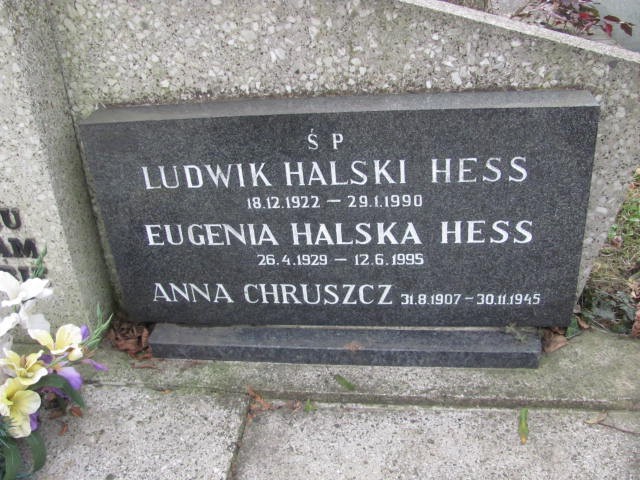 Ś P
LUDWIK HALSKI HESS
18.12.1922 – 29.1.1990
EUGENIA HALSKA HESS
26.4.1929 – 12.6.1995
ANNA CHRUSZCZ 31.8.1907 – 30.11.1945